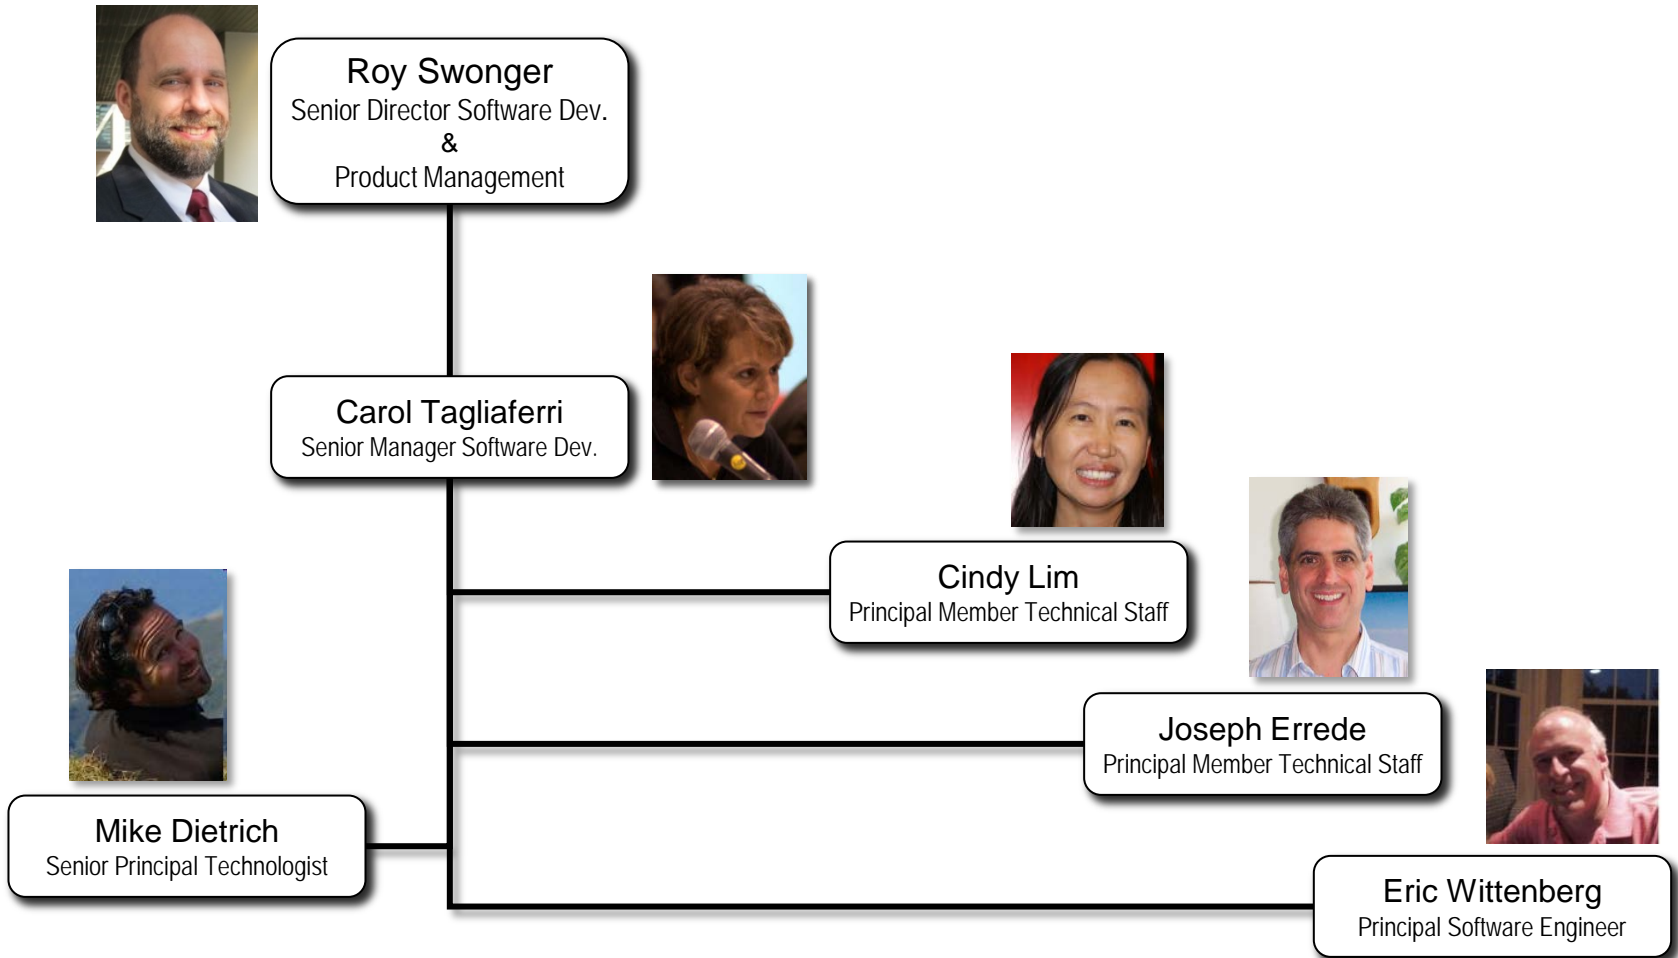 Roy Swonger
Senior Director Software Dev.
&
Product Management
Carol Tagliaferri
Senior Manager Software Dev.
Cindy Lim
Principal Member Technical Staff
Joseph Errede
Principal Member Technical Staff
Mike Dietrich
Senior Principal Technologist
Eric Wittenberg
Principal Software Engineer